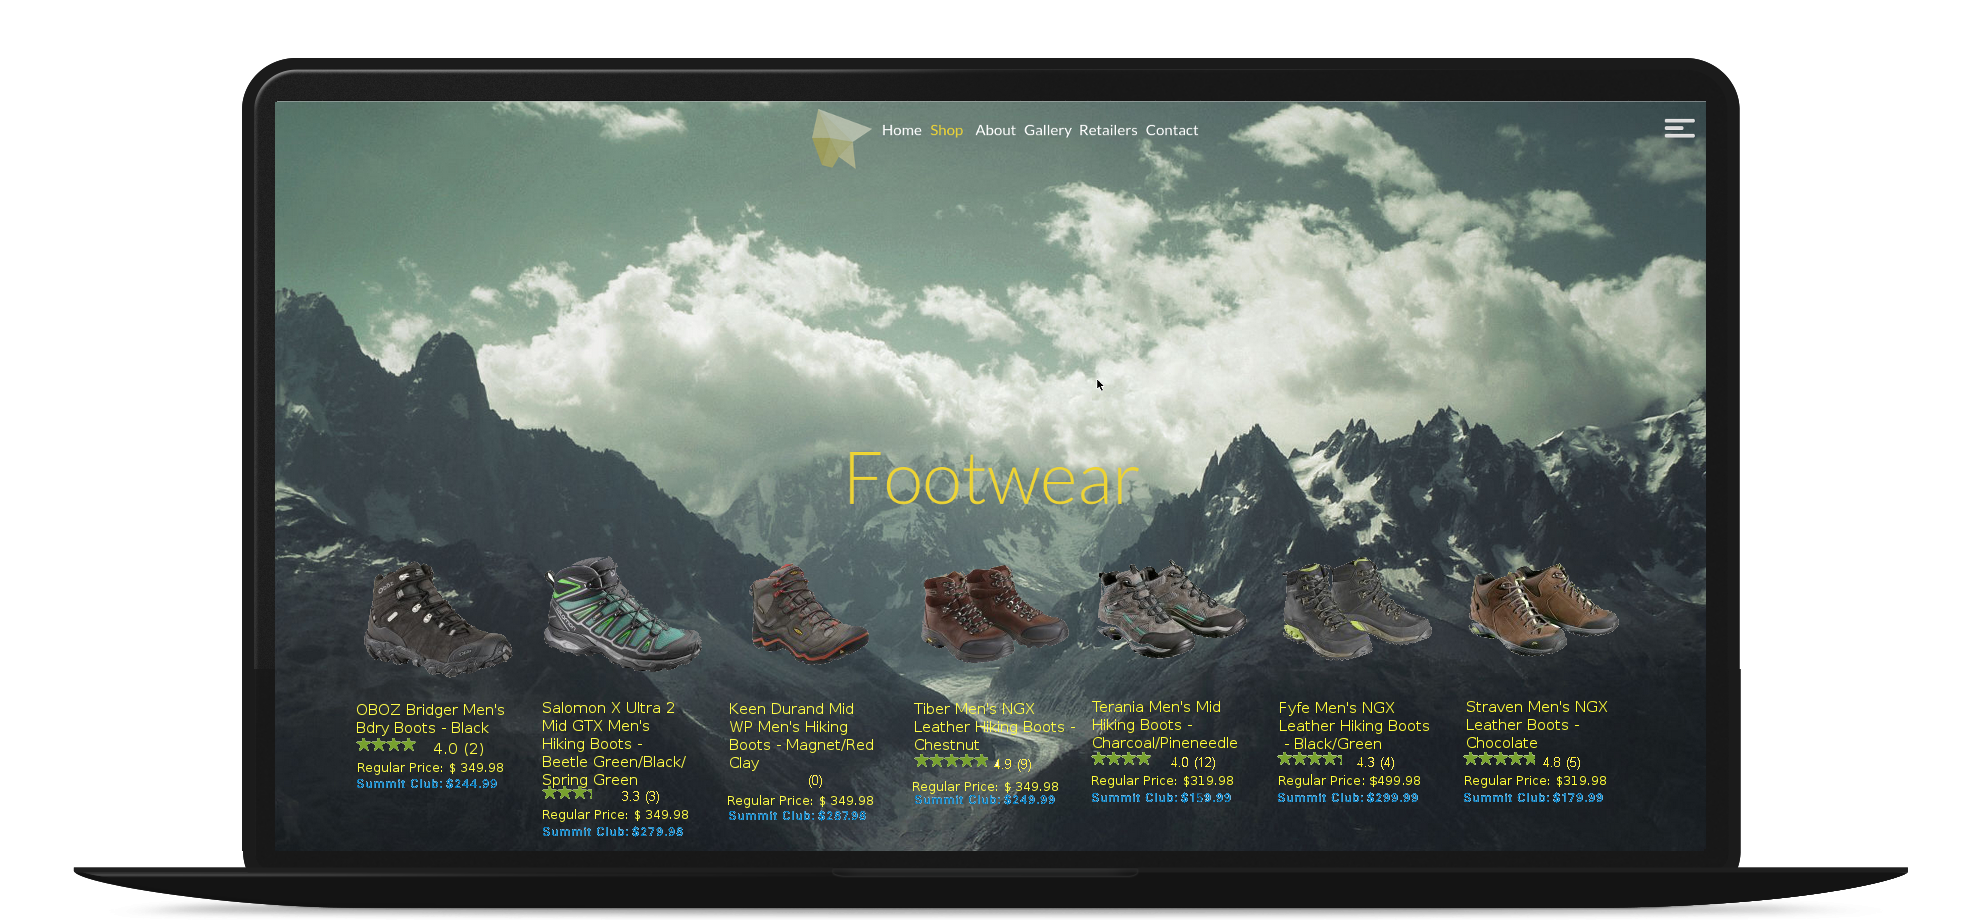 Home Shop About Gallery Retailers Contact
Footwear
OBOZ Bridger Men's
Bdry Boots - Black
4.0 (2)
Regular Price: $ 349.98
Summit Club: $244.99
Salomon X Ultra 2
Mid GTX Men's
Hiking Boots -
Beetle Green/Black/
Spring Green
3.3 (3)
Regular Price: $ 349.98
Summit Club: $279.98
Keen Durand Mid
WP Men's Hiking
Boots - Magnet/Red
Clay
(0)
Regular Price: $ 349.98
Summit Club:
Tiber Men's NGX
Leather Hiking Boots -
Chestnut
4.9 (9)
Regular Price: $ 349.98
Summit Club: $249.99
Terania Men's Mid
Hiking Boots -
Charcoal/Pineneedle
4.0 (12)
Regular Price: $319.98
Summit Club: $159.99
Fyfe Men's NGX
Leather Hiking Boots
- Black/Green
4.3 (4)
Regular Price: $499.98
Summit Club: $299.99
Straven Men's NGX
Leather Boots -
Chocolate
4.8 (5)
Regular Price: $319.98
Summit Club: $179.99